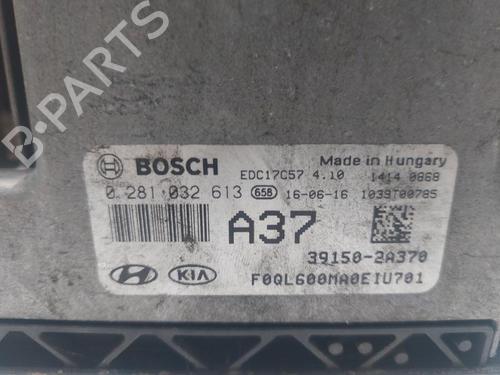 BOSCH
EDC17C57 4.10
Made in Hungary
1414 0868
0 281 032 613 658 16-06-16 1039T00785
A37
39150-2A370
KIA
F0QL600MA0EIU701
B-PARTS